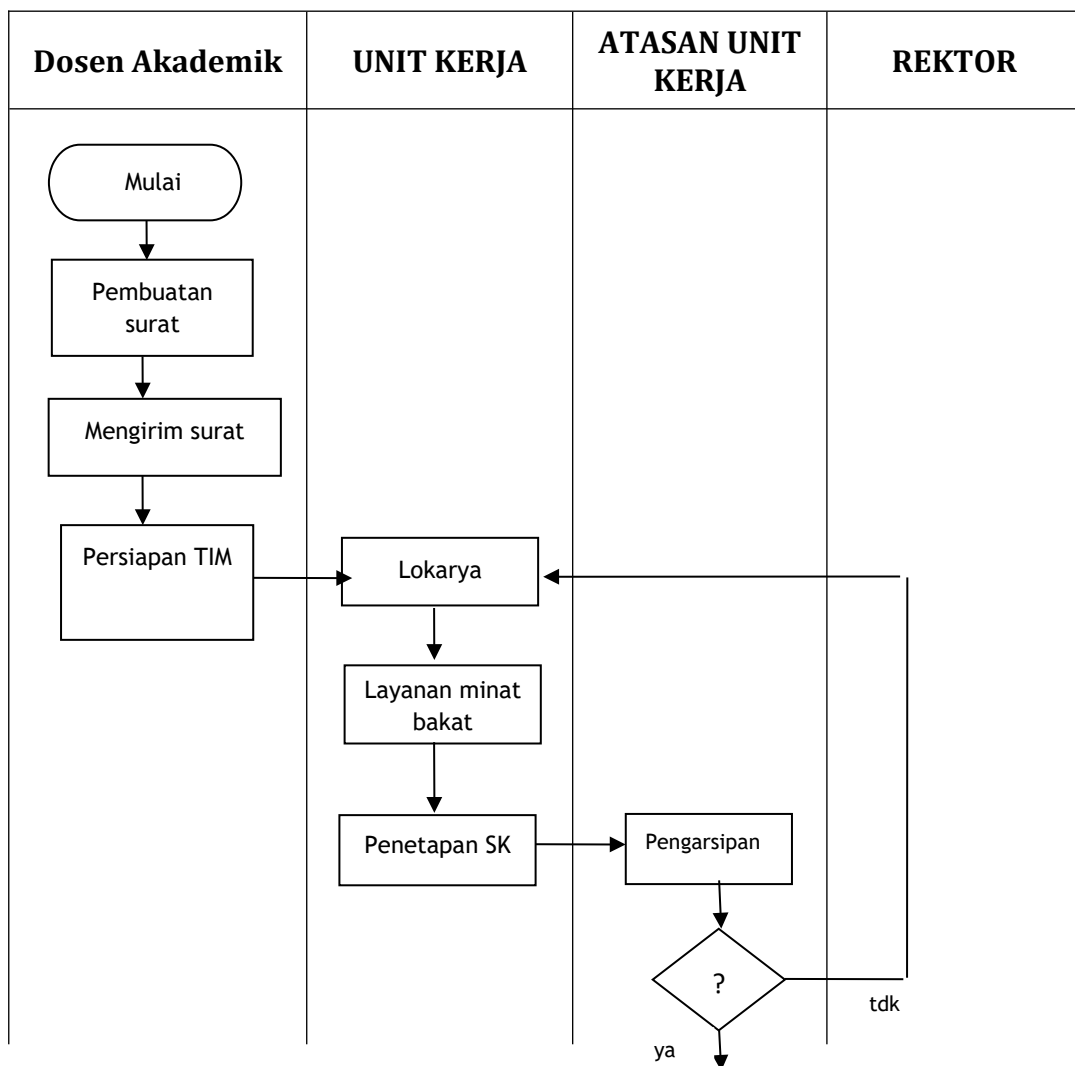 Dosen Akademik
UNIT KERJA
ATASAN UNIT
KERJA
REKTOR
Mulai
Pembuatan
surat
Mengirim surat
Persiapan TIM
Lokarya
Layanan minat
bakat
Penetapan SK
Pengarsipan
?
tdk
ya